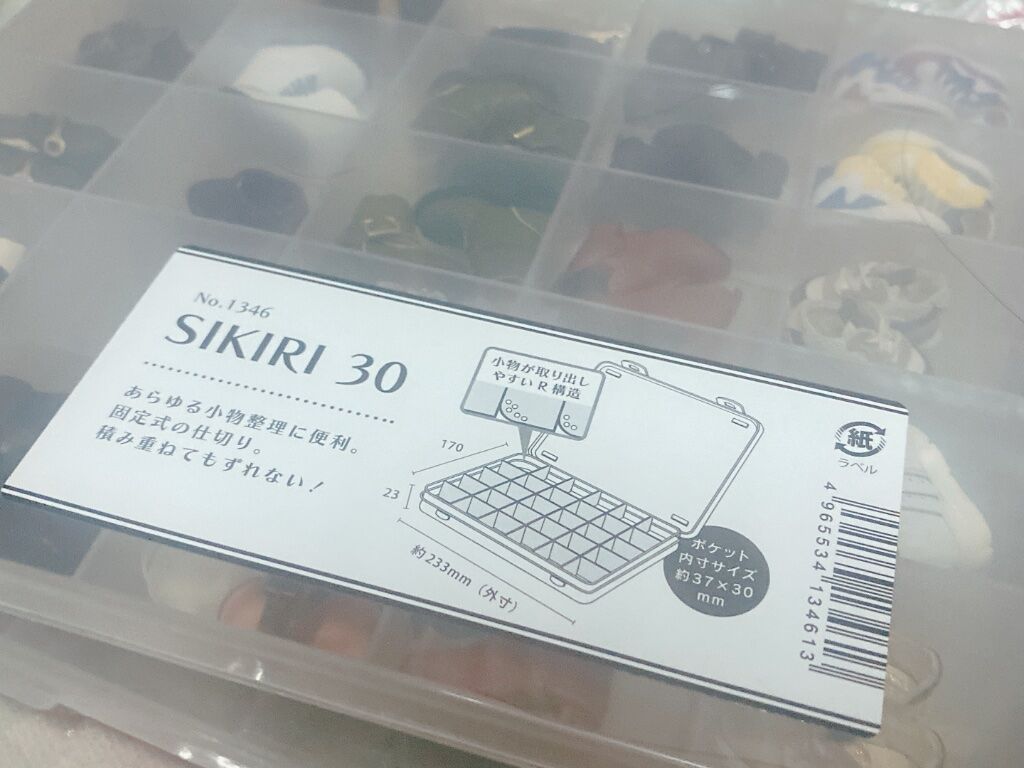 No.1346
SIKIRI 30
あらゆる小物整理に便利。
固定式の仕切り。
積み重ねてもずれない！
小物が取り出し
やすいR構造
170
23
約233mm（外寸）
ポケット
内寸サイズ
約37×30
mm
紙
ラベル
4965534134613